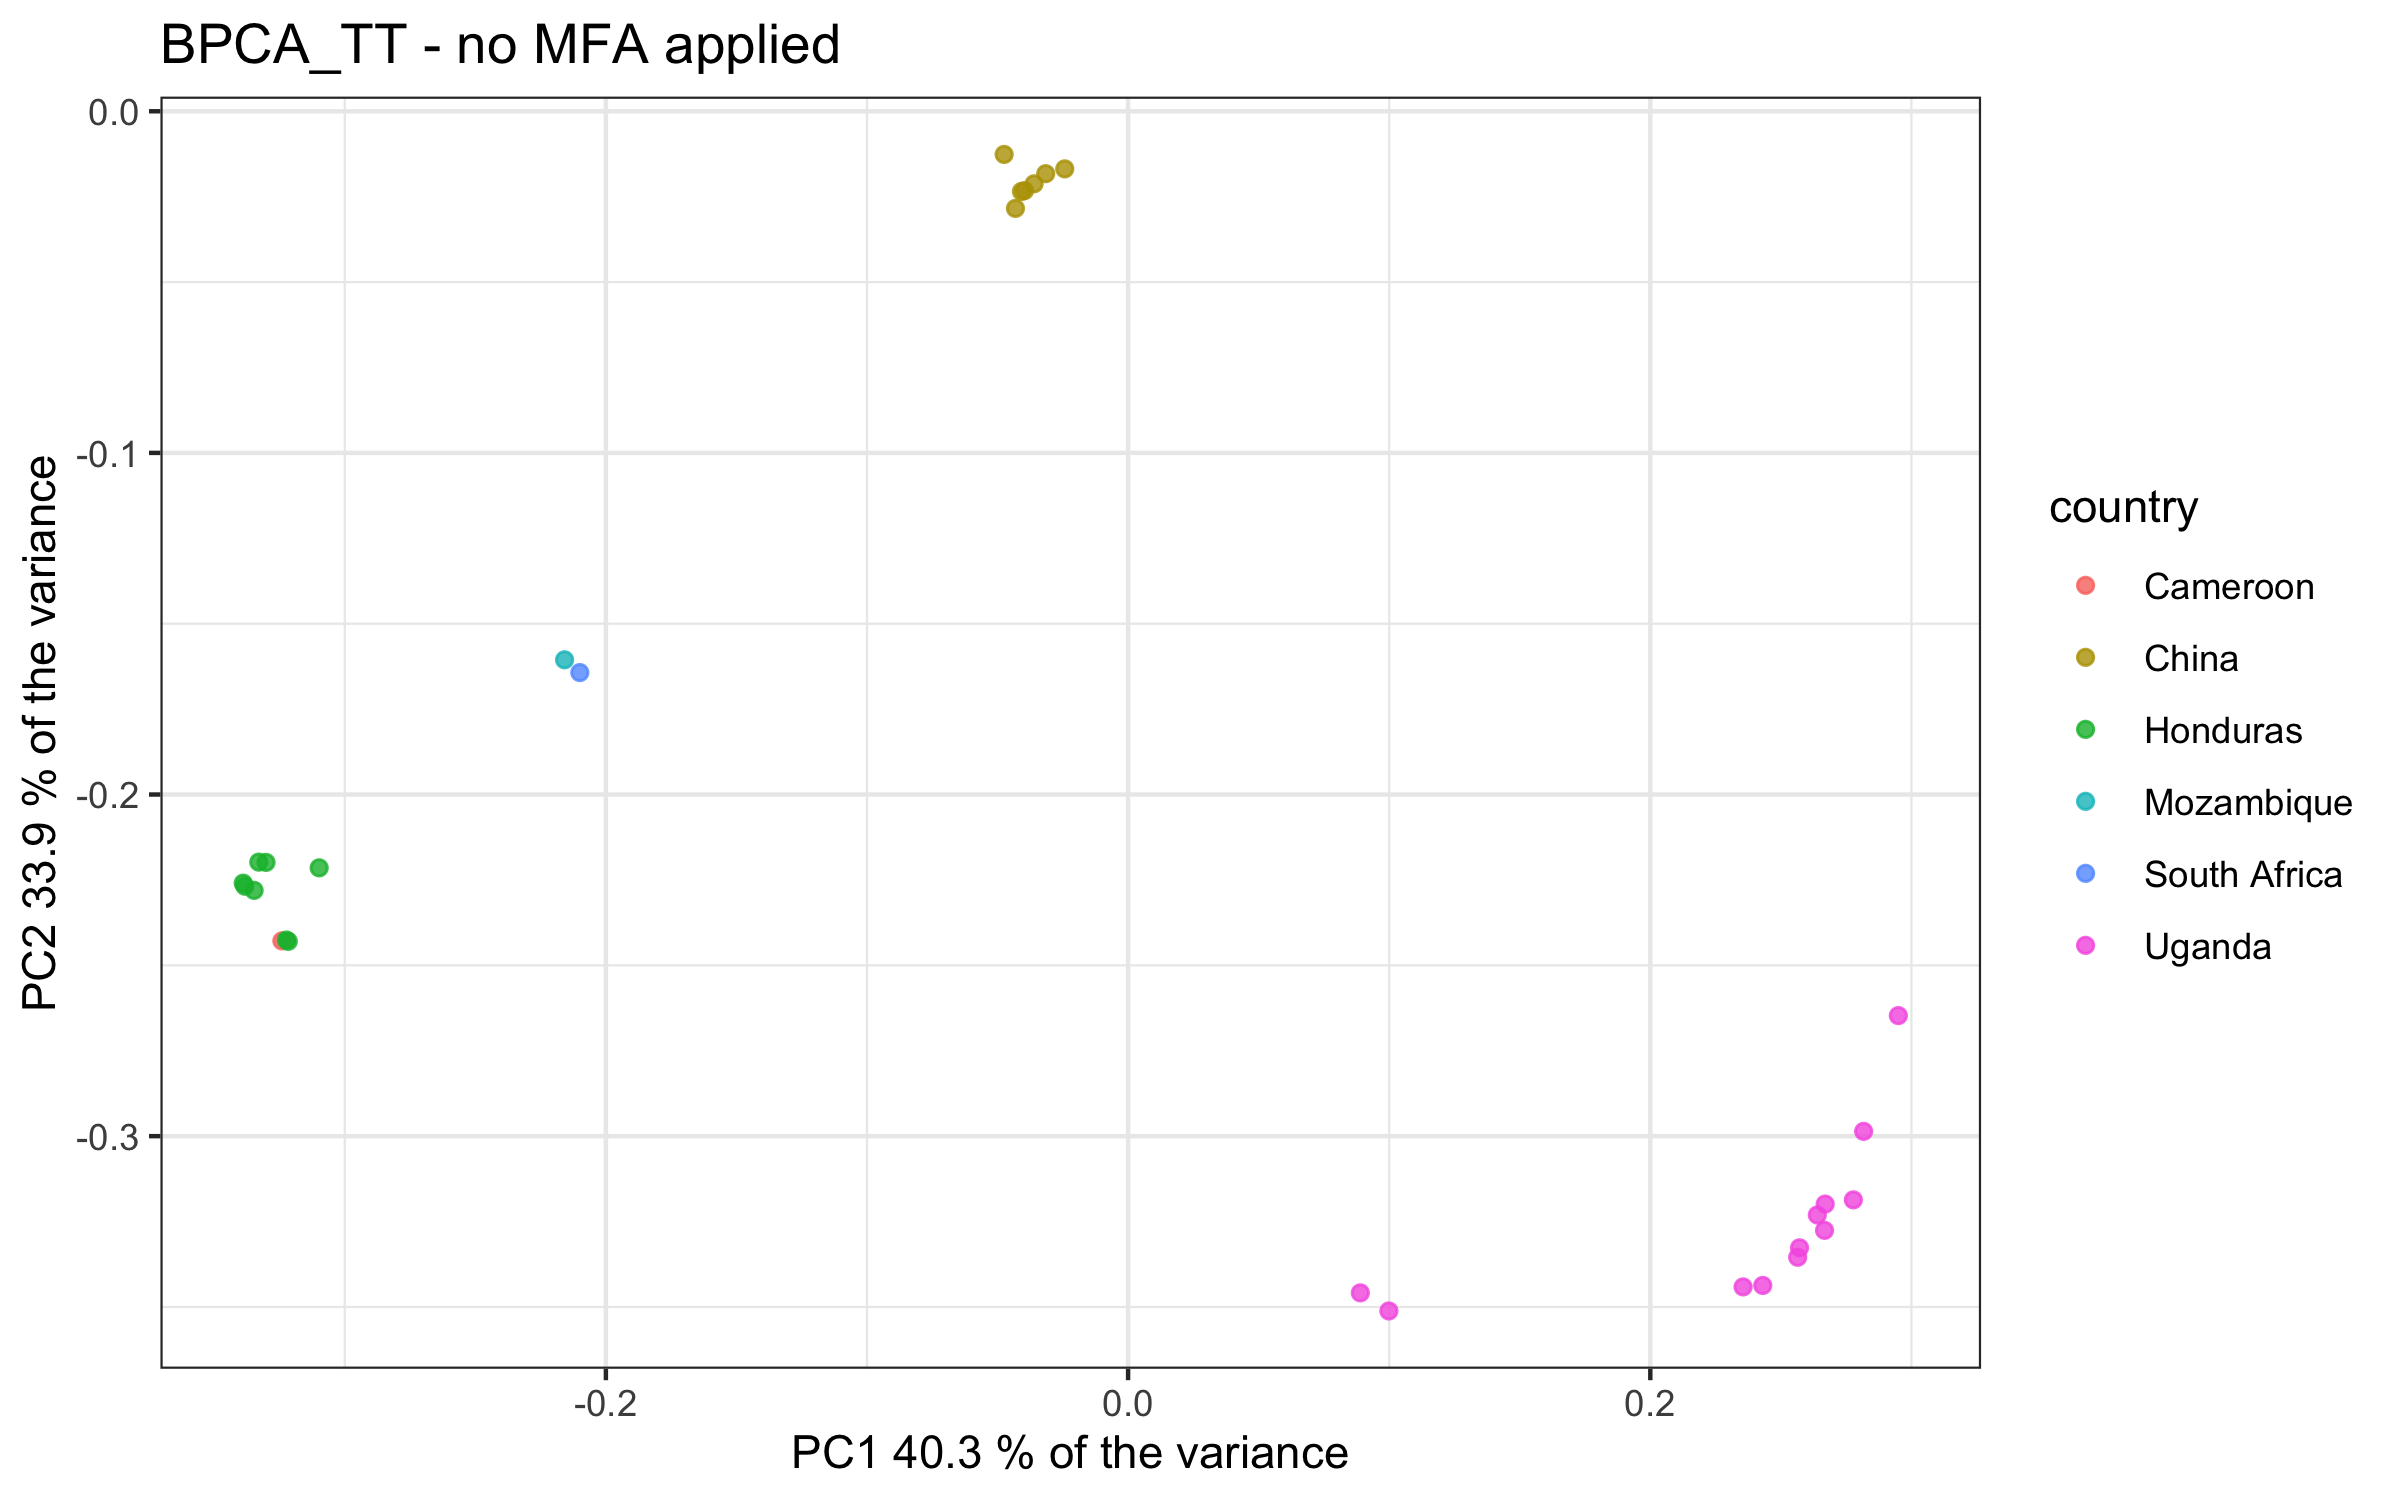 BPCA_TT - no MFA applied
0.0
-0.1
-0.2
-0.3
PC2 33.9 % of the variance
-0.2
0.0
0.2
PC1 40.3 % of the variance
country
Cameroon
China
Honduras
Mozambique
South Africa
Uganda